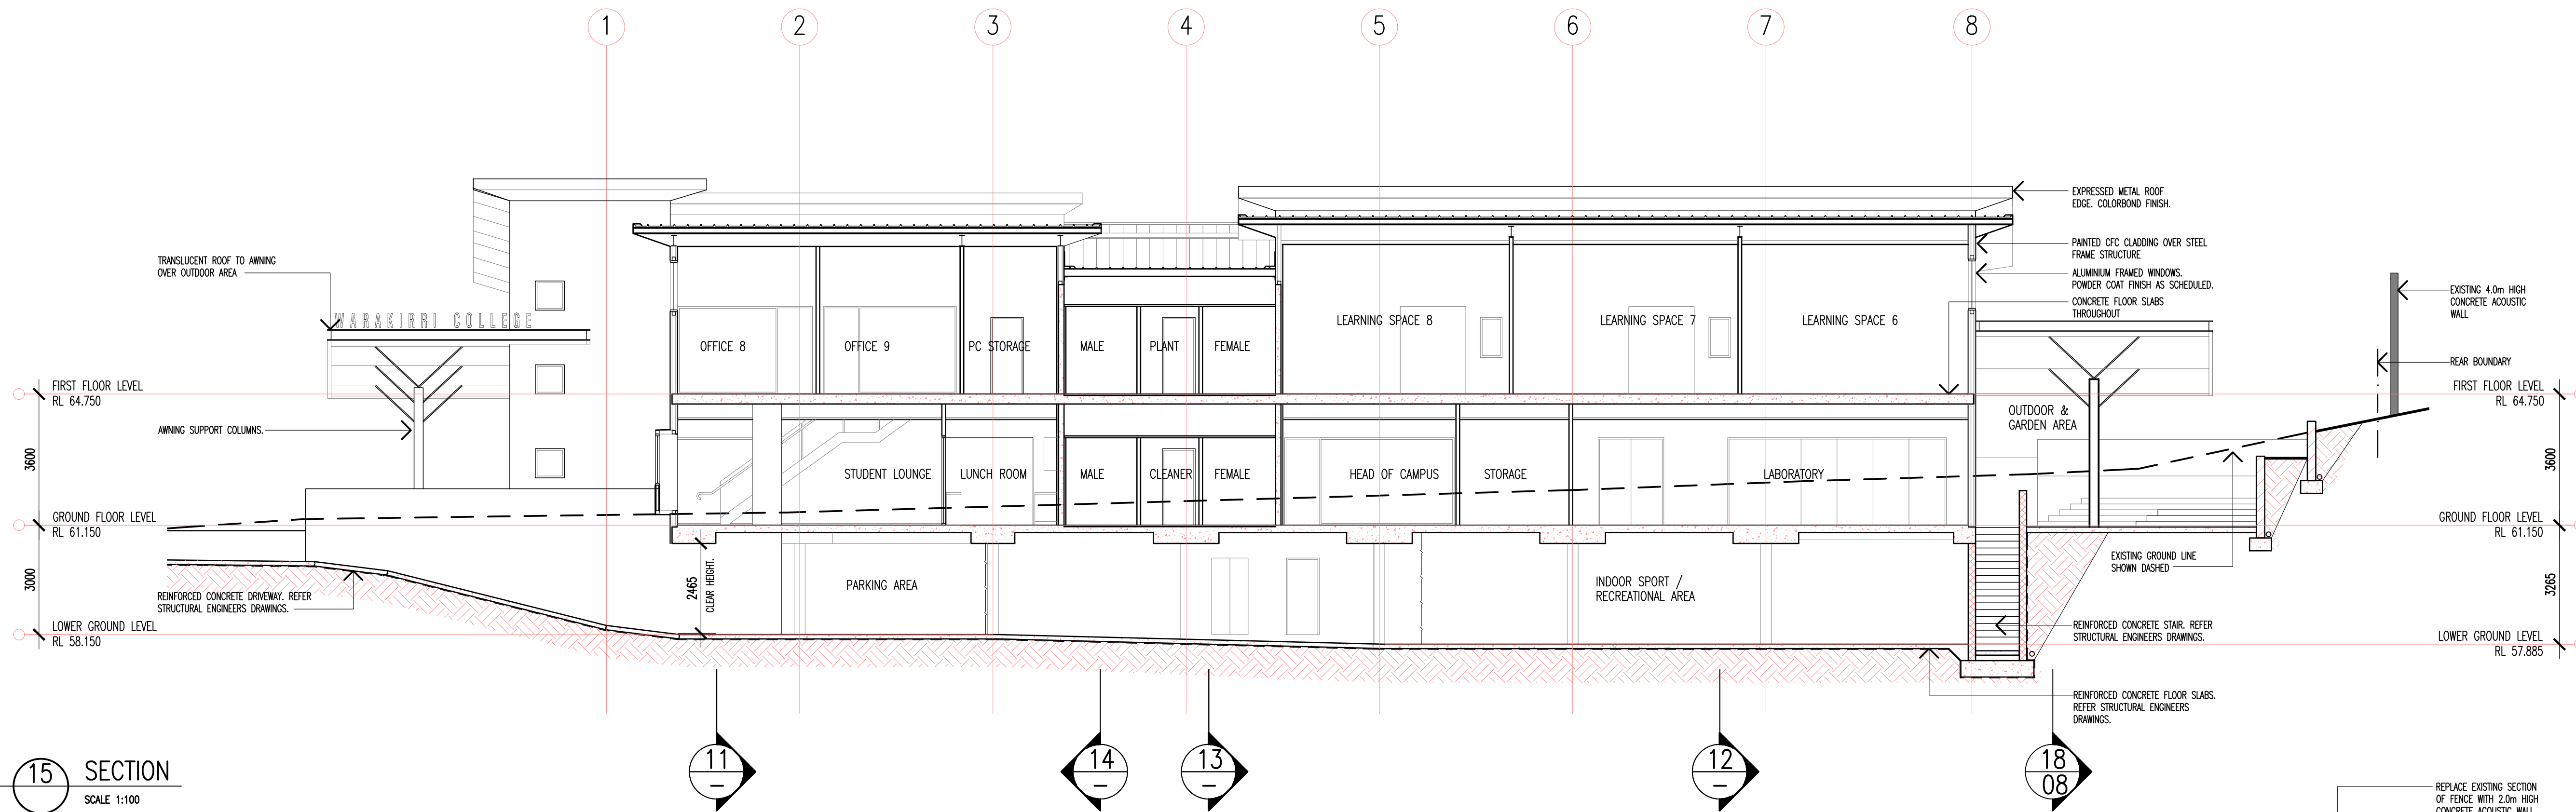 1
2
3
4
5
6
7
8
EXPRESSED METAL ROOF
EDGE. COLORBOND FINISH.
PAINTED CFC CLADDING OVER STEEL
FRAME STRUCTURE
ALUMINIUM FRAMED WINDOWS.
POWDER COAT FINISH AS SCHEDULED.
CONCRETE FLOOR SLABS
THROUGHOUT
TRANSLUCENT ROOF TO AWNING
OVER OUTDOOR AREA
WARAKIRRI COLLEGE
EXISTING 4.0m HIGH
CONCRETE ACOUSTIC
WALL
REAR BOUNDARY
OFFICE 8
OFFICE 9
PC STORAGE
MALE
PLANT
FEMALE
LEARNING SPACE 8
LEARNING SPACE 7
LEARNING SPACE 6
FIRST FLOOR LEVEL
RL 64.750
FIRST FLOOR LEVEL
RL 64.750
AWNING SUPPORT COLUMNS.
OUTDOOR &
GARDEN AREA
3600
3600
STUDENT LOUNGE
LUNCH ROOM
MALE
CLEANER
FEMALE
HEAD OF CAMPUS
STORAGE
LABORATORY
GROUND FLOOR LEVEL
RL 61.150
GROUND FLOOR LEVEL
RL 61.150
EXISTING GROUND LINE
SHOWN DASHED
3000
3265
2465
CLEAR HEIGHT.
PARKING AREA
INDOOR SPORT /
RECREATIONAL AREA
REINFORCED CONCRETE DRIVEWAY. REFER
STRUCTURAL ENGINEERS DRAWINGS.
LOWER GROUND LEVEL
RL 58.150
REINFORCED CONCRETE STAIR. REFER
STRUCTURAL ENGINEERS DRAWINGS.
LOWER GROUND LEVEL
RL 57.885
REINFORCED CONCRETE FLOOR SLABS.
REFER STRUCTURAL ENGINEERS
DRAWINGS.
11
–
14
–
13
–
12
–
18
08
15
SECTION
SCALE 1:100
REPLACE EXISTING SECTION
OF FENCE WITH 2.0m HIGH
CONCRETE ACOUSTIC WALL